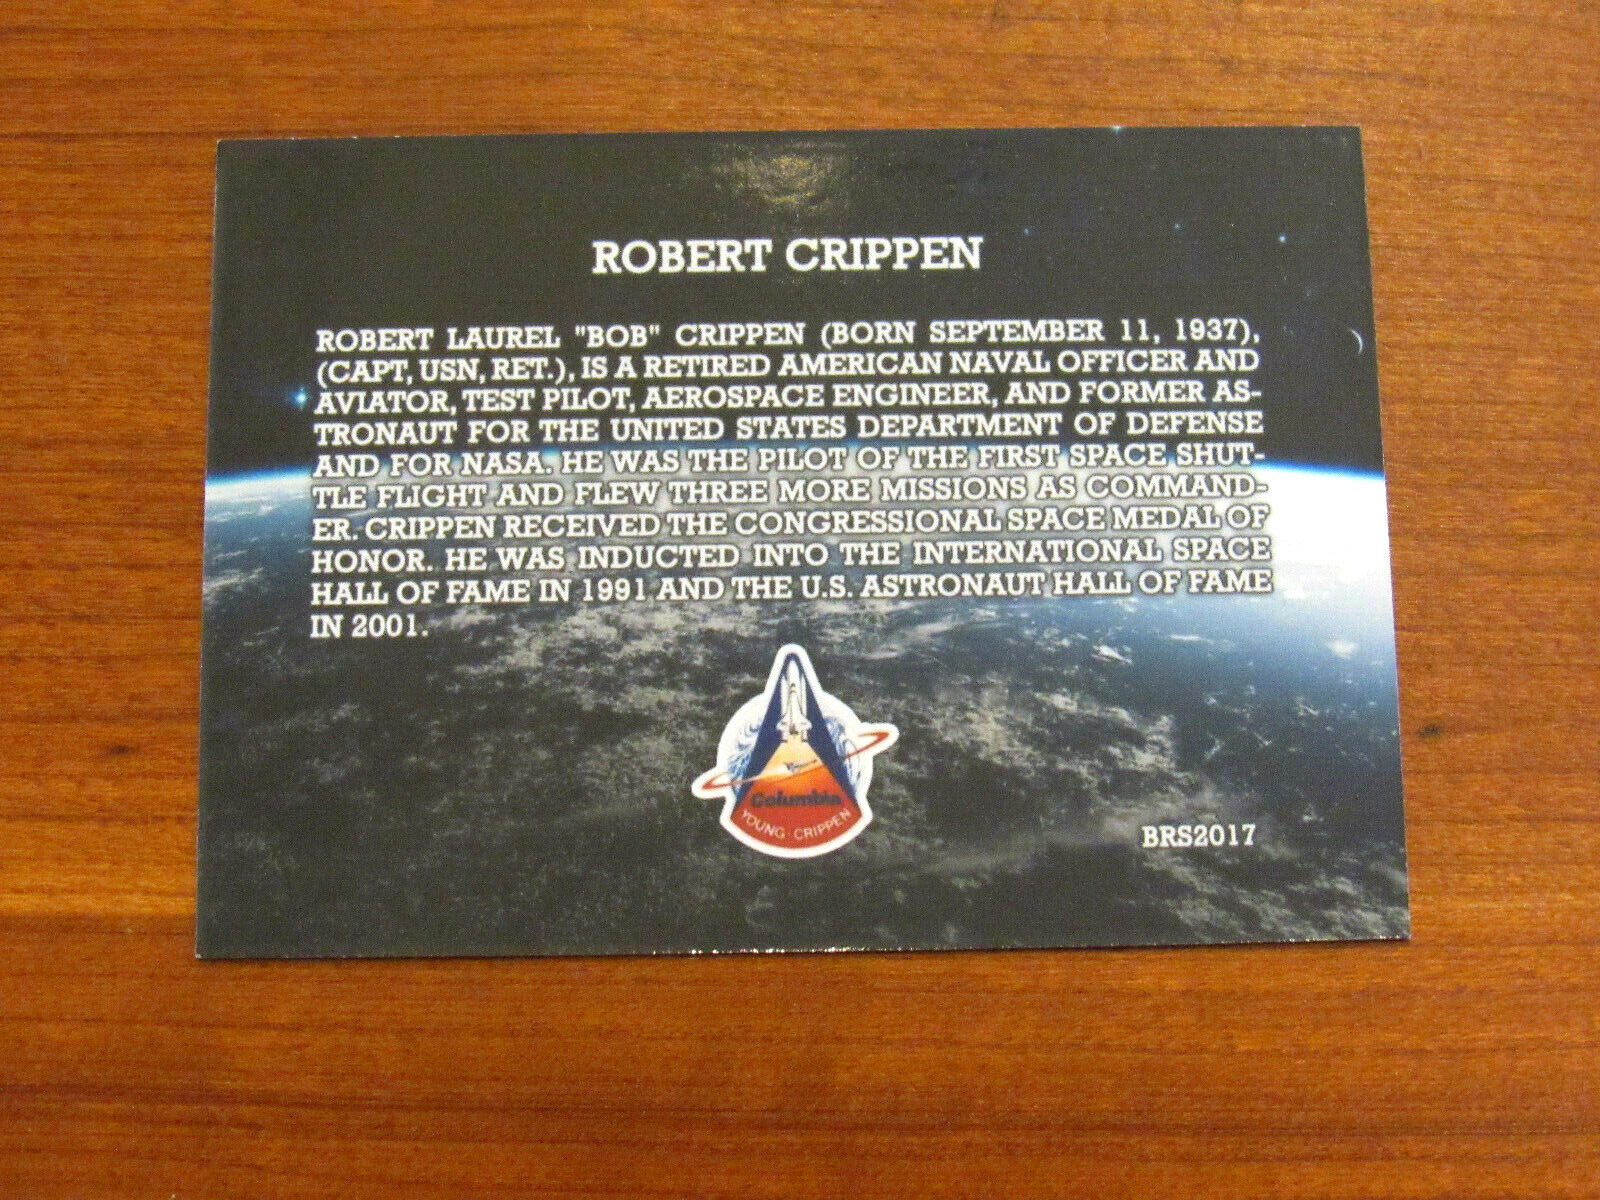 ROBERT CRIPPEN
ROBERT LAUREL "BOB" CRIPPEN (BORN SEPTEMBER 11, 1937),
(CAPT, USN, RET.), IS A RETIRED AMERICAN NAVAL OFFICER AND
AVIATOR, TEST PILOT, AEROSPACE ENGINEER, AND FORMER AS-
TRONAUT FOR THE UNITED STATES DEPARTMENT OF DEFENSE
AND FOR NASA. HE WAS THE PILOT OF THE FIRST SPACE SHUT-
TLE FLIGHT AND FLEW THREE MORE MISSIONS AS COMMAND-
ER. CRIPPEN RECEIVED THE CONGRESSIONAL SPACE MEDAL OF
HONOR. HE WAS INDUCTED INTO THE INTERNATIONAL SPACE
HALL OF FAME IN 1991 AND THE U.S. ASTRONAUT HALL OF FAME
IN 2001.
Columbia
YOUNG · CRIPPEN
BRS2017